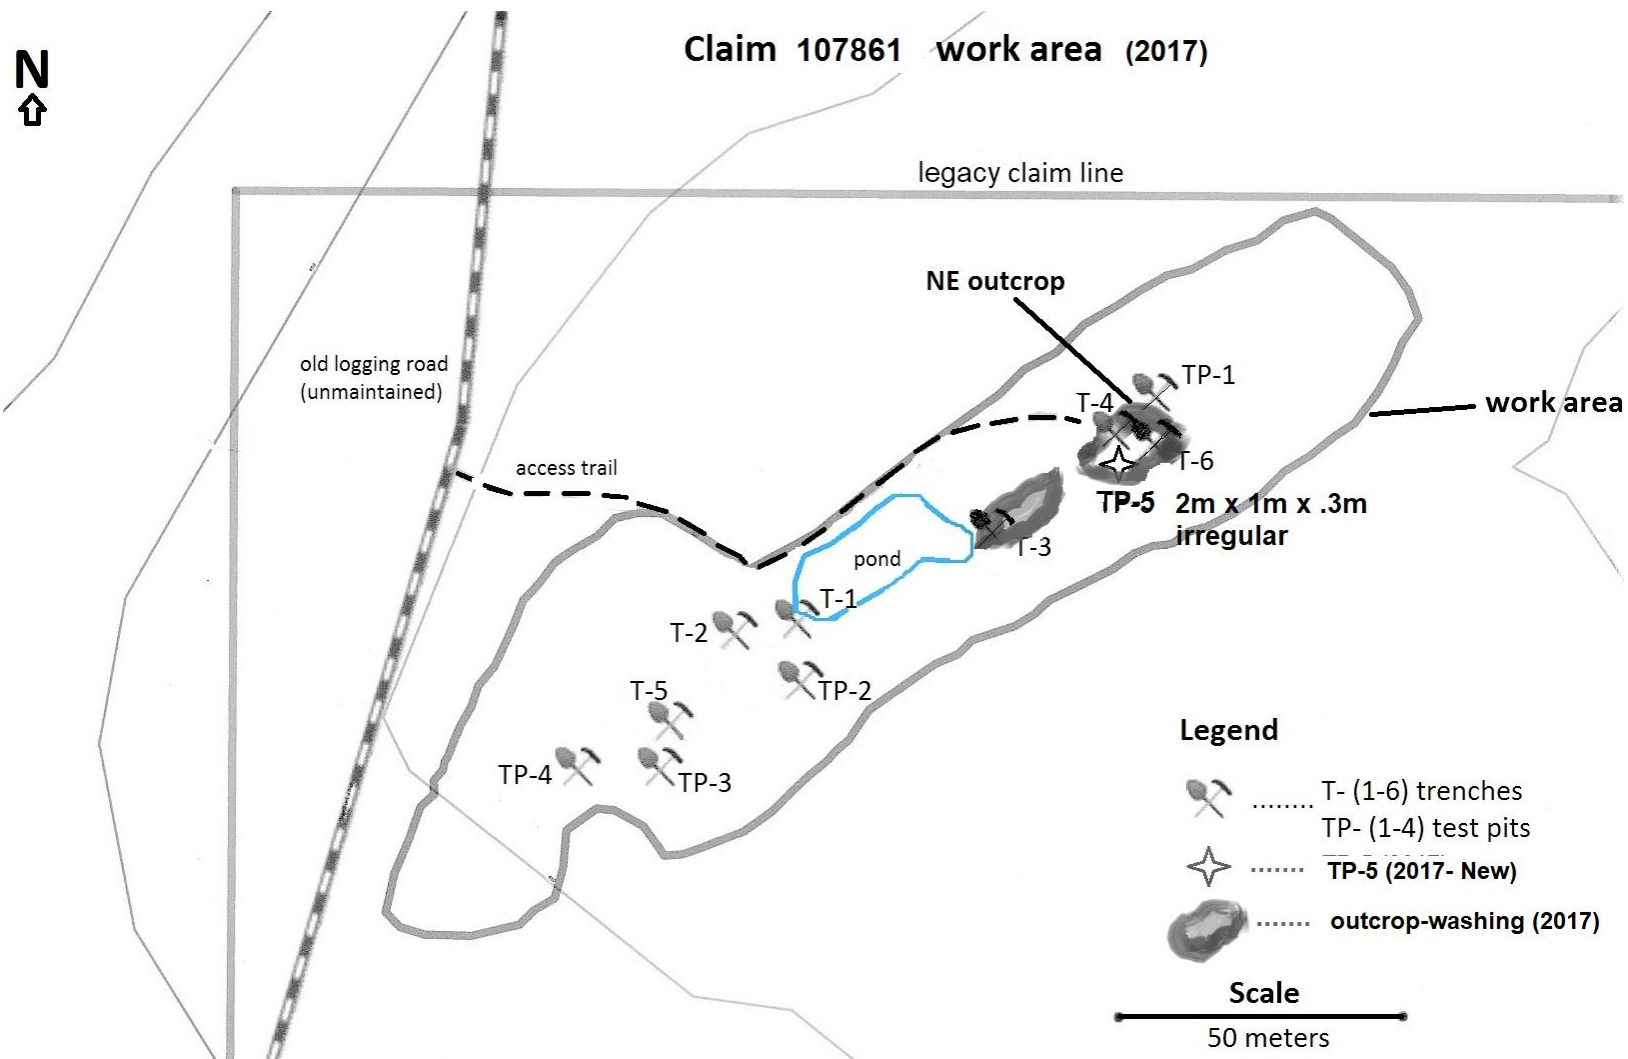 Claim 107861 work area (2017)
N
legacy claim line
NE outcrop
old logging road
(unmaintained)
TP-1
T-4
work area
access trail
T-6
TP-5 2m x 1m x .3m
irregular
T-3
pond
T-1
T-2
TP-2
T-5
TP-4
TP-3
Legend
........ T- (1-6) trenches
TP- (1-4) test pits
....... TP-5 (2017- New)
....... outcrop-washing (2017)
Scale
50 meters